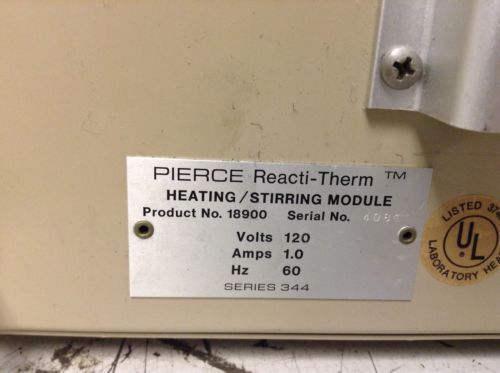 PIERCE Reacti-Therm ™
HEATING/STIRRING MODULE
Product No. 18900 Serial No.
Volts 120
Amps 1.0
Hz 60
SERIES 344
LISTED
UL
LABORATORY